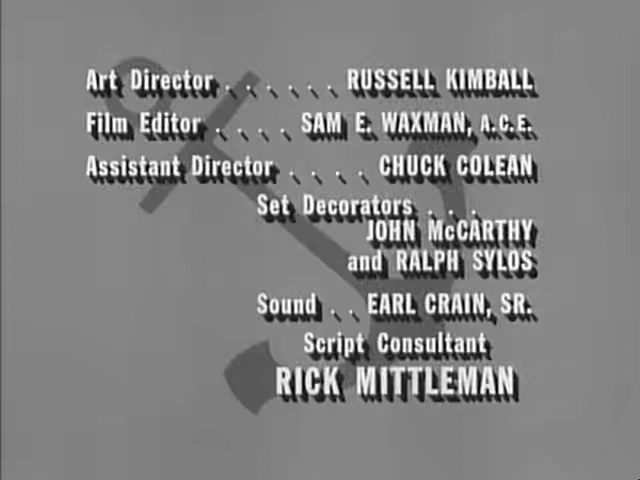 Art Director . . . . . . RUSSELL KIMBALL
Film Editor . . . . SAM E. WAXMAN, A.C.E.
Assistant Director . . . . CHUCK COLEAN
Set Decorators . . .
JOHN McCARTHY
and RALPH SYLOS
Sound . . EARL CRAIN, SR.
Script Consultant
RICK MITTLEMAN